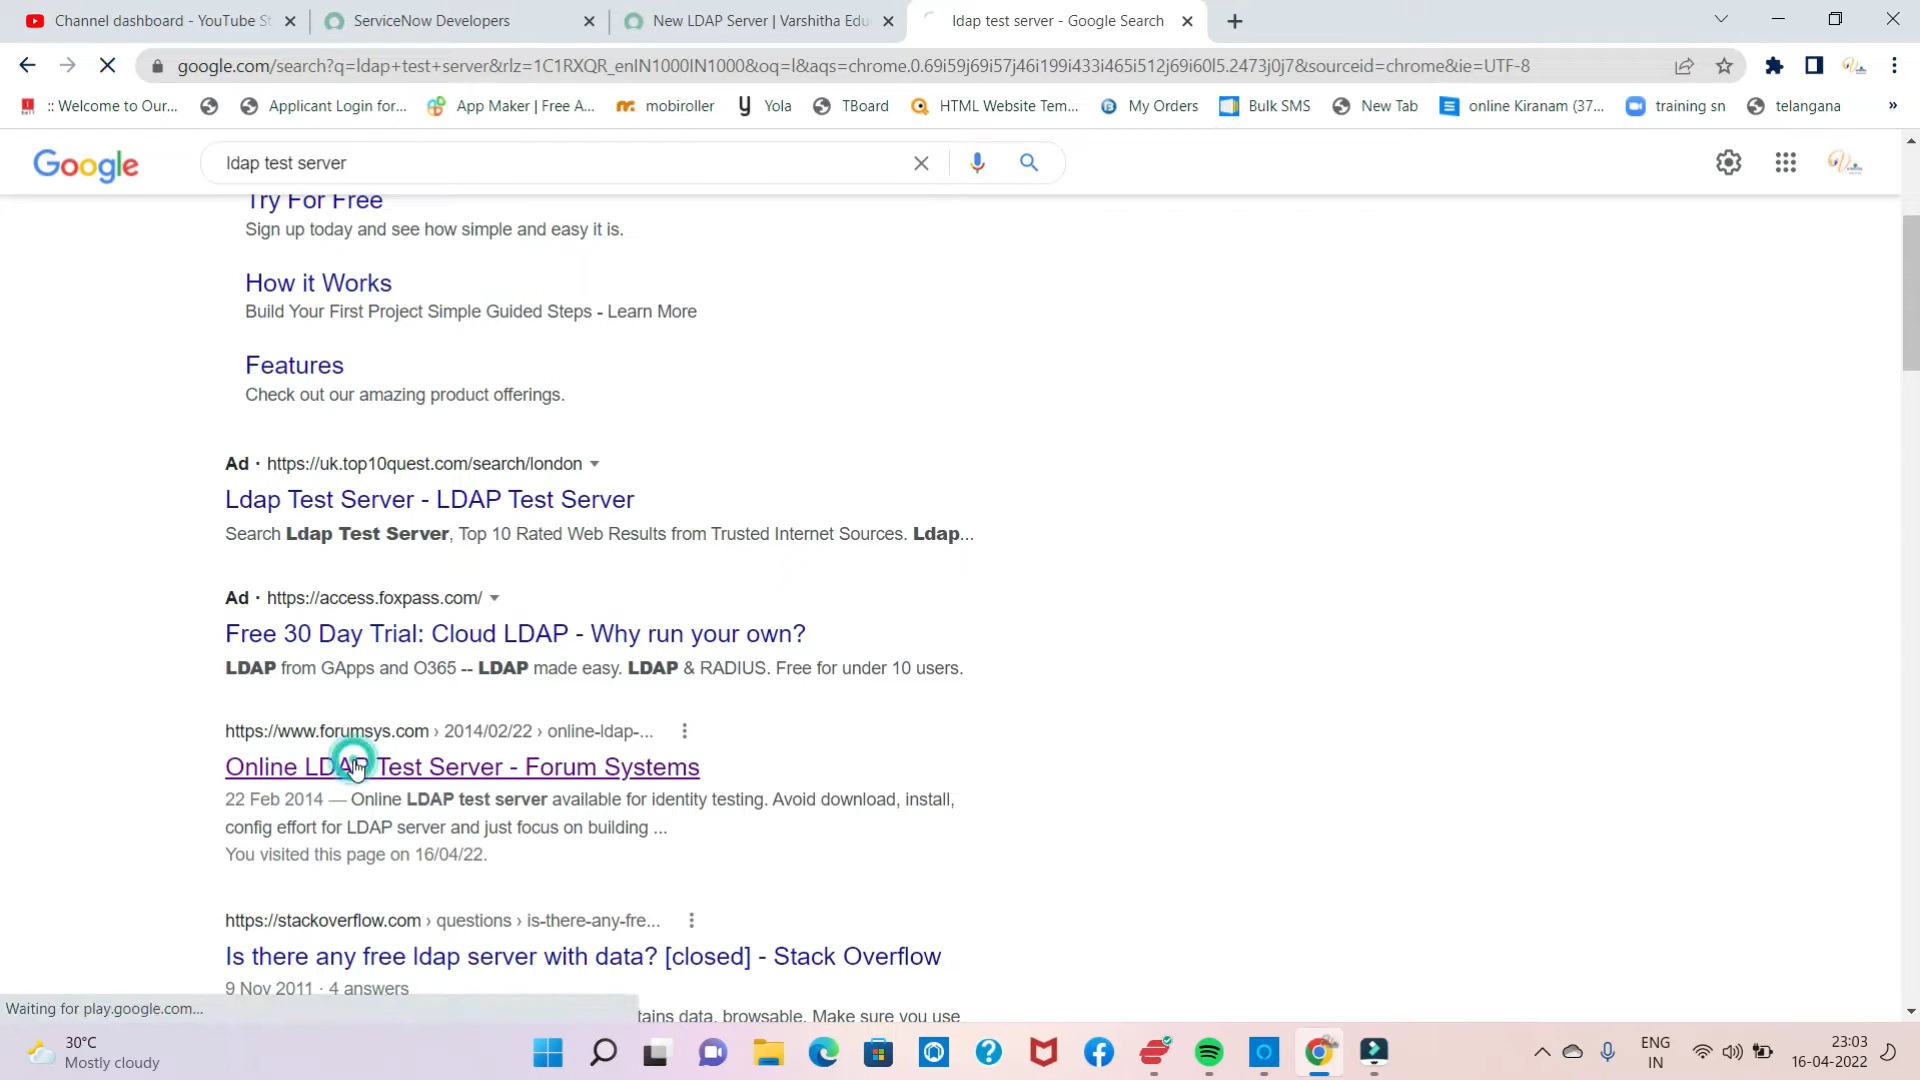 Channel dashboard - YouTube St
ServiceNow Developers
New LDAP Server | Varshitha Edu
ldap test server - Google Search
google.com/search?q=ldap+test+server&rlz=1C1RXQR_enIN1000IN1000&oq=l&aqs=chrome.0.69i59j69i57j46i199i433i465i512j69i60l5.2473j0j7&sourceid=chrome&ie=UTF-8
:: Welcome to Our...
Applicant Login for...
App Maker | Free A...
mobiroller
Yola
TBoard
HTML Website Tem...
My Orders
Bulk SMS
New Tab
online Kiranam (37...
training sn
telangana
»
Google
ldap test server
Try For Free
Sign up today and see how simple and easy it is.
How it Works
Build Your First Project Simple Guided Steps - Learn More
Features
Check out our amazing product offerings.
Ad · https://uk.top10quest.com/search/london
Ldap Test Server - LDAP Test Server
Search Ldap Test Server, Top 10 Rated Web Results from Trusted Internet Sources. Ldap...
Ad · https://access.foxpass.com/
Free 30 Day Trial: Cloud LDAP - Why run your own?
LDAP from GApps and O365 -- LDAP made easy. LDAP & RADIUS. Free for under 10 users.
https://www.forumsys.com › 2014/02/22 › online-ldap-...
Online LDAP Test Server - Forum Systems
22 Feb 2014 — Online LDAP test server available for identity testing. Avoid download, install,
config effort for LDAP server and just focus on building ...
You visited this page on 16/04/22.
https://stackoverflow.com › questions › is-there-any-fre...
Is there any free ldap server with data? [closed] - Stack Overflow
9 Nov 2011 · 4 answers
tains data, browsable. Make sure you use
Waiting for play.google.com...
30°C
Mostly cloudy
ENG
IN
23:03
16-04-2022